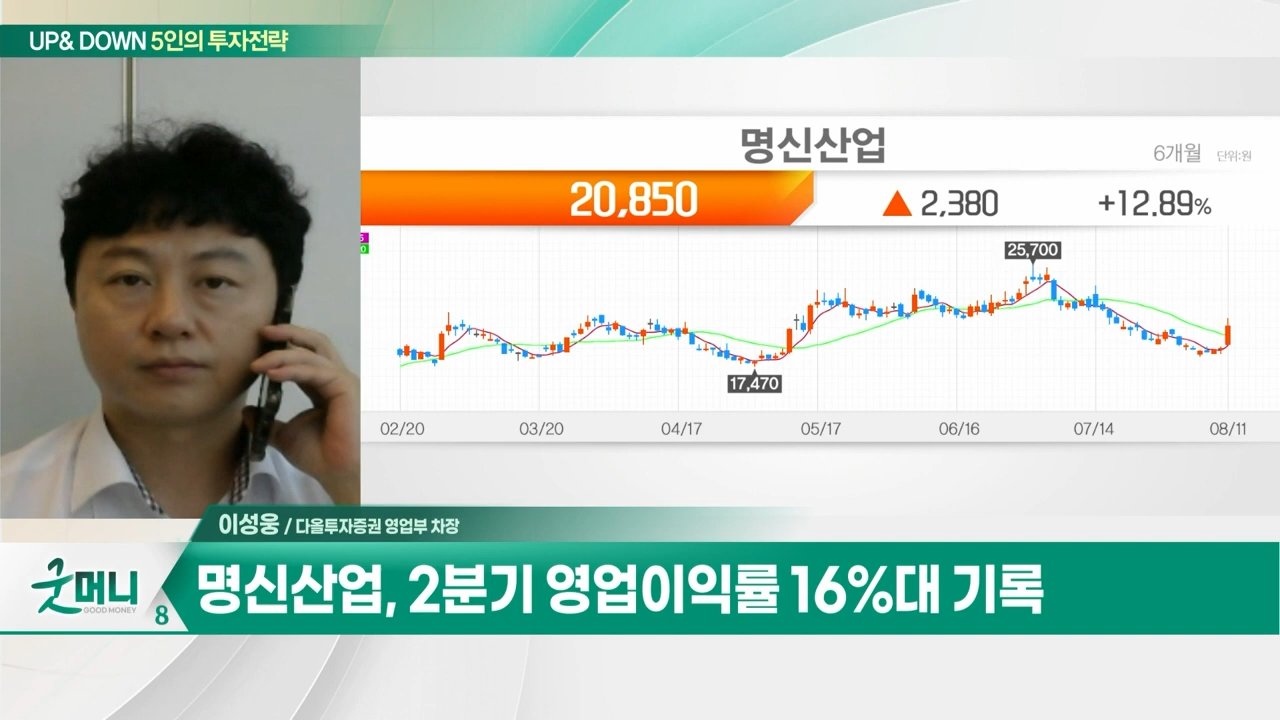 UP& DOWN 5인의 투자전략
명신산업
6개월 단위:원
20,850 ▲ 2,380 +12.89%
25,700
17,470
02/20 03/20 04/17 05/17 06/16 07/14 08/11
이성웅 / 다올투자증권 영업부 차장
굿머니
GOOD MONEY
8
명신산업, 2분기 영업이익률 16%대 기록